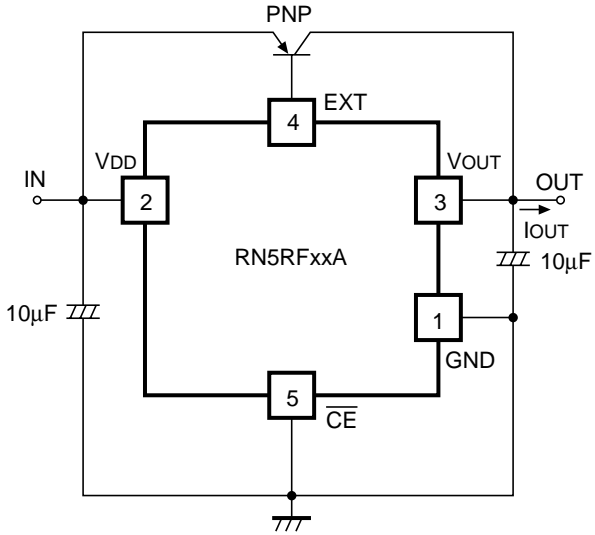 PNP
4
EXT
VDD
VOUT
IN
2
3
OUT
IOUT
RN5RFxxA
10μF
10μF
1
GND
5
CE